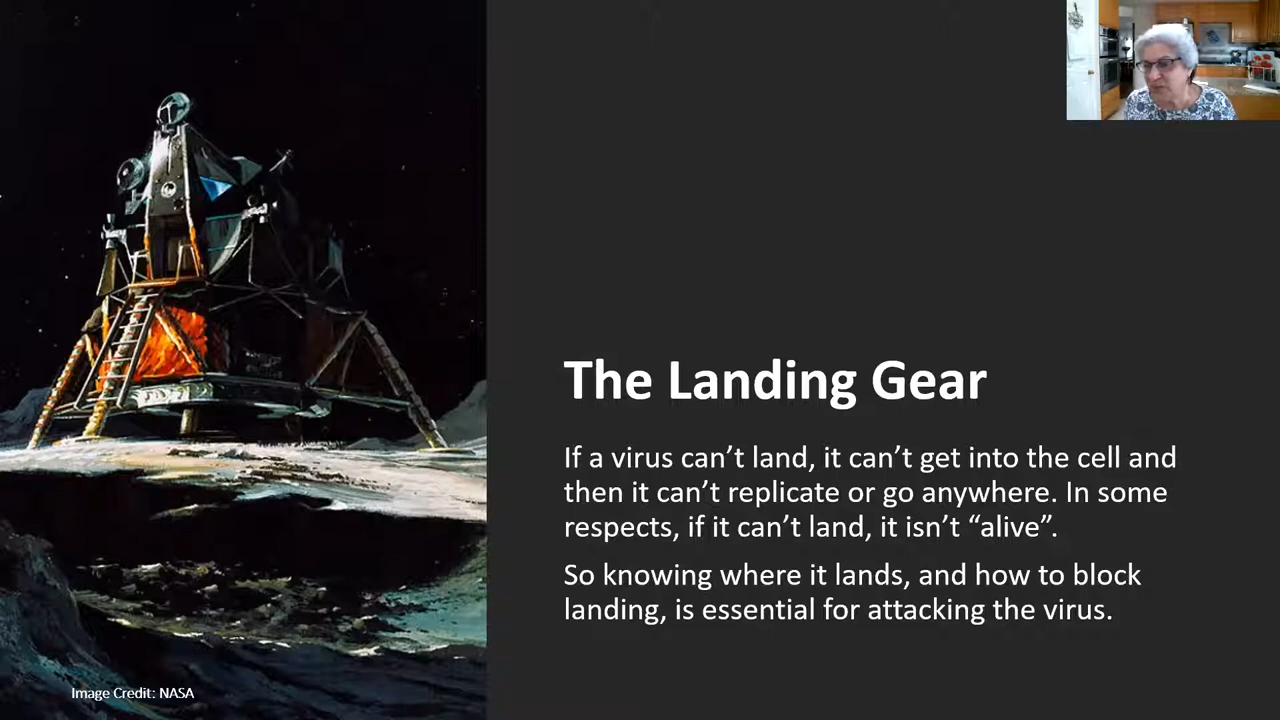 The Landing Gear
If a virus can’t land, it can’t get into the cell and
then it can’t replicate or go anywhere. In some
respects, if it can’t land, it isn’t “alive”.
So knowing where it lands, and how to block
landing, is essential for attacking the virus.
Image Credit: NASA